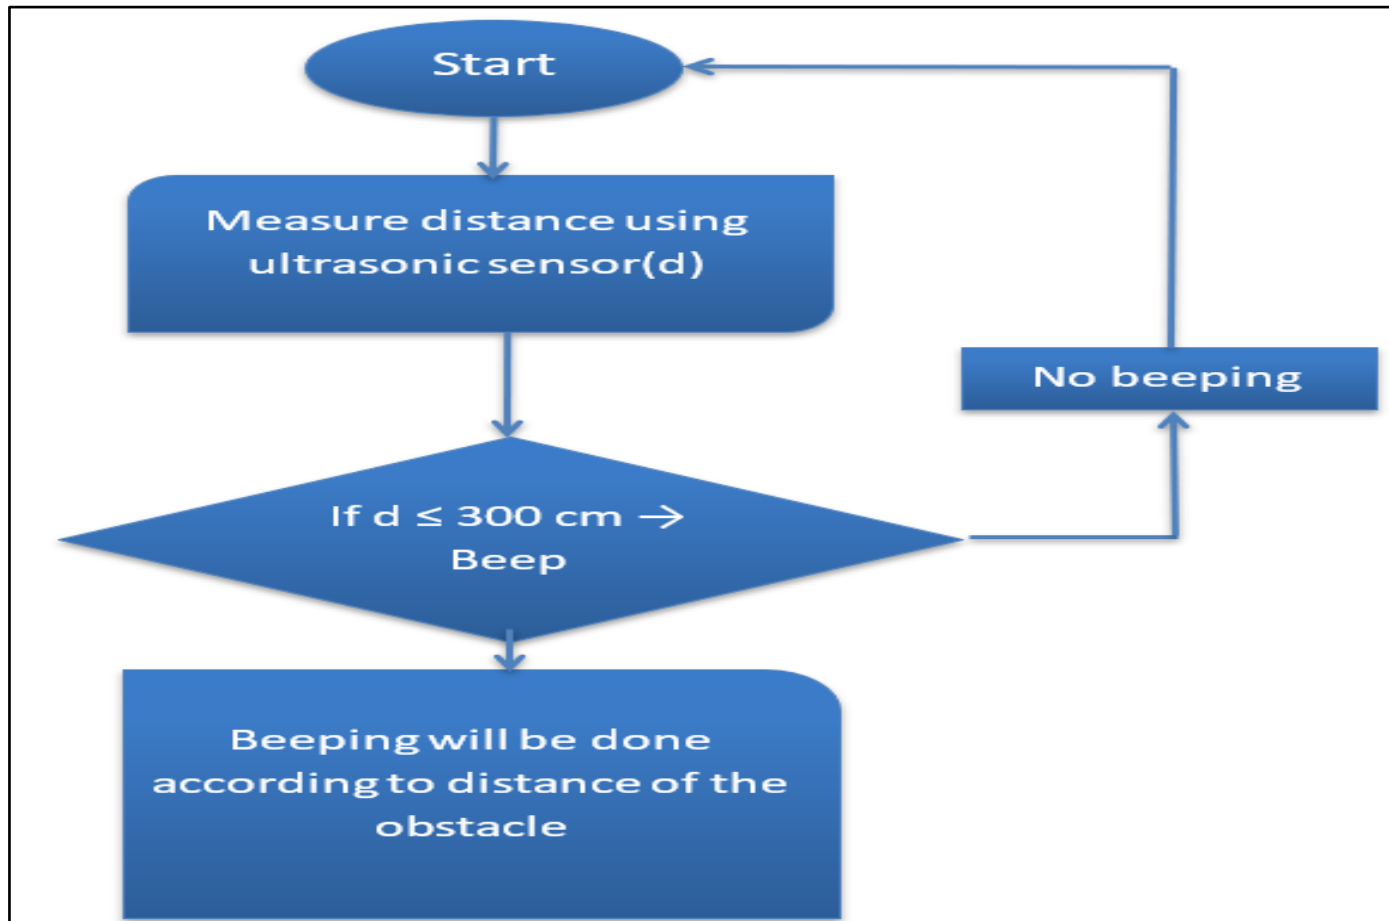 Start
Measure distance using
ultrasonic sensor(d)
No beeping
If d ≤ 300 cm →
Beep
Beeping will be done
according to distance of the
obstacle